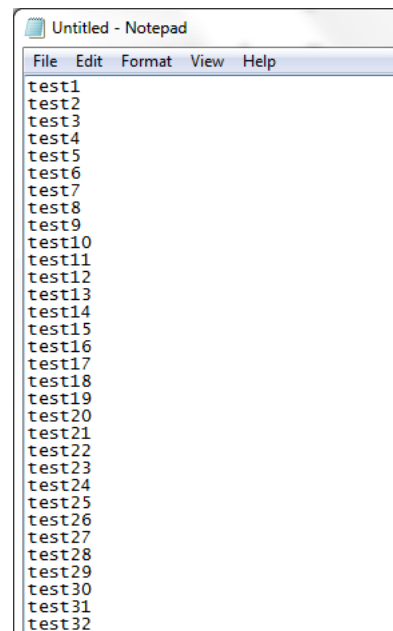 Untitled - Notepad
File Edit Format View Help
test1
test2
test3
test4
test5
test6
test7
test8
test9
test10
test11
test12
test13
test14
test15
test16
test17
test18
test19
test20
test21
test22
test23
test24
test25
test26
test27
test28
test29
test30
test31
test32